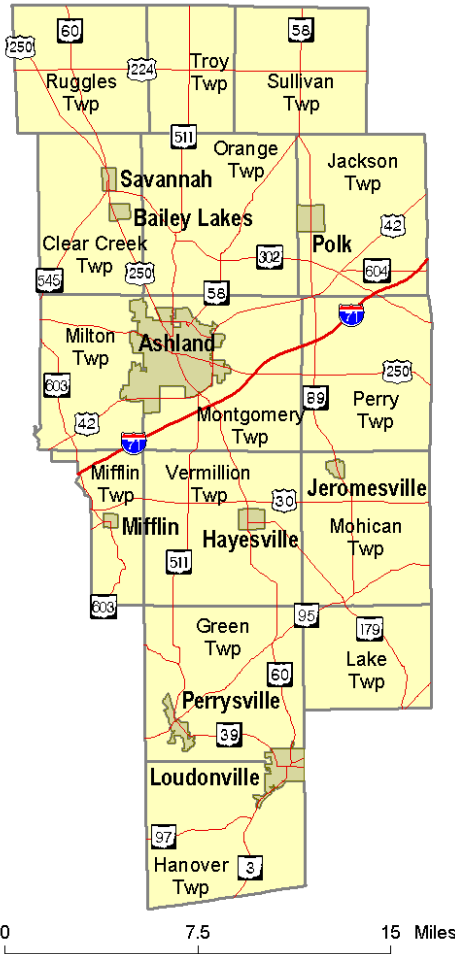 60
58
250
224
Troy
Twp
Ruggles
Twp
Sullivan
Twp
511
Orange
Twp
Jackson
Twp
Savannah
Bailey Lakes
42
Polk
Clear Creek
Twp
302
604
545
250
58
71
Milton
Twp
Ashland
603
250
89
Perry
Twp
42
Montgomery
Twp
71
Mifflin
Twp
Vermillion
Twp
Jeromesville
30
Mifflin
Hayesville
Mohican
Twp
511
603
95
Green
Twp
179
Lake
Twp
60
Perrysville
39
Loudonville
97
Hanover
Twp
3
0 7.5 15 Miles